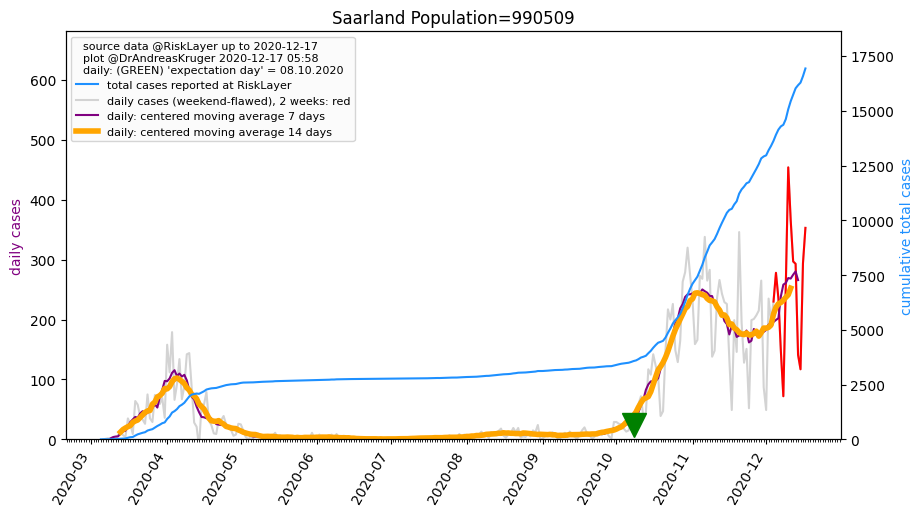 Saarland Population=990509
source data @RiskLayer up to 2020-12-17
plot @DrAndreasKruger 2020-12-17 05:58
daily: (GREEN) 'expectation day' = 08.10.2020
total cases reported at RiskLayer
daily cases (weekend-flawed), 2 weeks: red
daily: centered moving average 7 days
daily: centered moving average 14 days
daily cases
600
500
400
300
200
100
0
17500
15000
12500
10000
7500
5000
2500
0
cumulative total cases
2020-03
2020-04
2020-05
2020-06
2020-07
2020-08
2020-09
2020-10
2020-11
2020-12